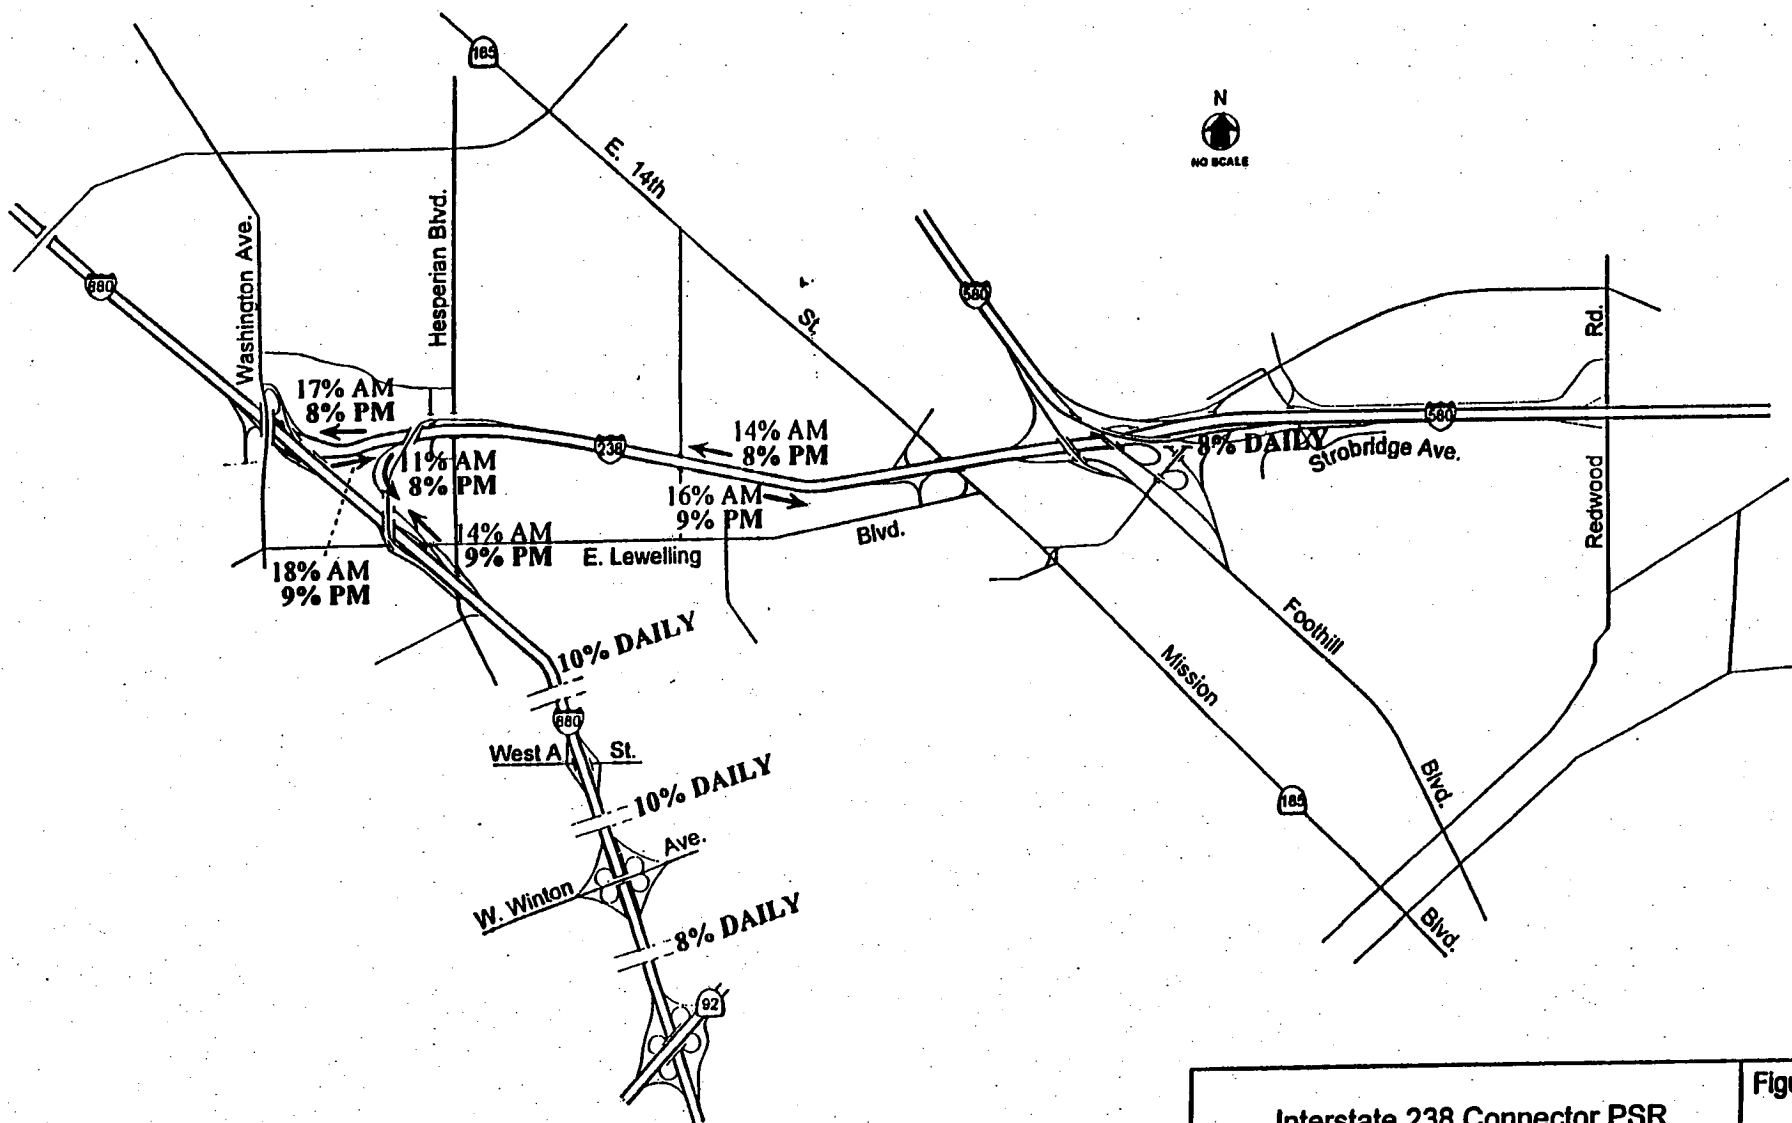 185
N
NO SCALE
E. 14th
St.
Washington Ave.
Hesperian Blvd.
880
580
Rd.
Redwood
17% AM
8% PM
238
14% AM
8% PM
580
8% DAILY
Strobridge Ave.
11% AM
8% PM
16% AM
9% PM
14% AM
9% PM
E. Lewelling
Blvd.
18% AM
9% PM
10% DAILY
Foothill
Mission
880
West A St.
10% DAILY
Blvd.
185
W. Winton Ave.
8% DAILY
Blvd.
92
Interstate 238 Connector PSR